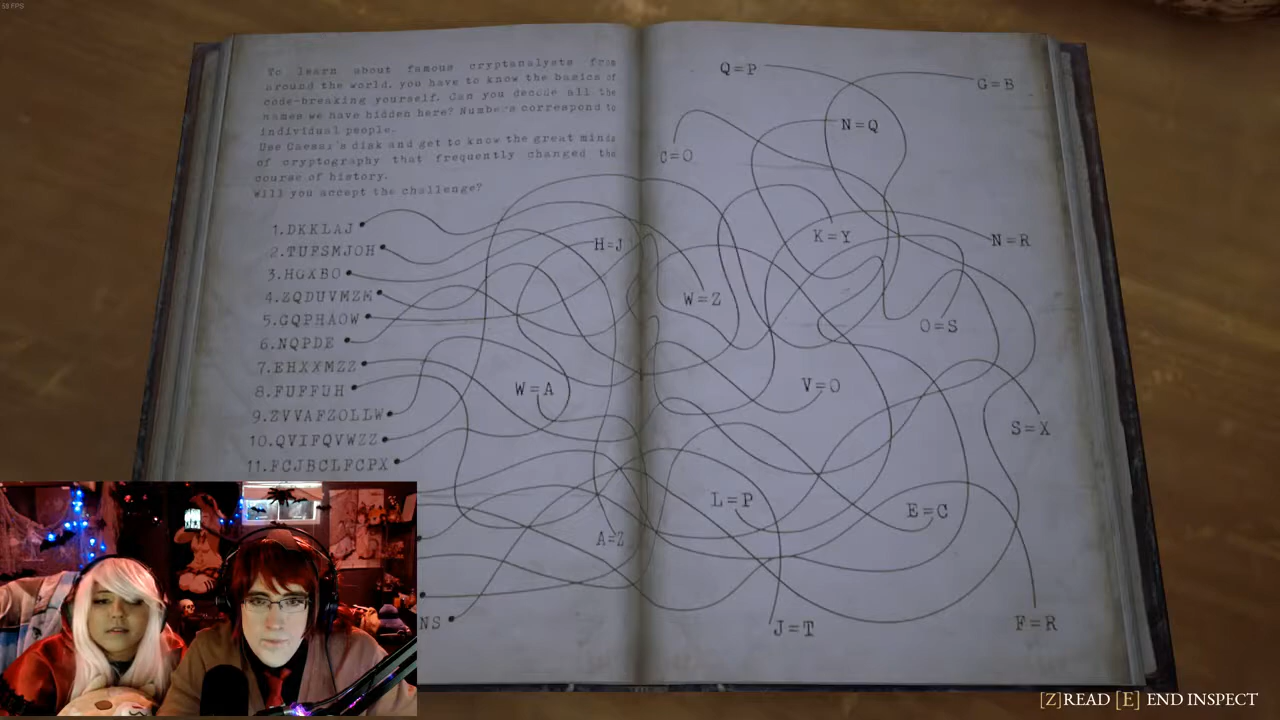 59 FPS
To learn about famous cryptanalysts from
around the world, you have to know the basics of
code-breaking yourself. Can you decode all the
names we have hidden here? Numbers correspond to
individual people.
Use Caesar's disk and get to know the great minds
of cryptography that frequently changed the
course of history.
Will you accept the challenge?
1.DKKLAJ
2.TUFSMJOH
3.HGXBO
4.ZQDUVMZM
5.GQPHAOW
6.NQPDE
7.EHXXMZZ
8.FUFFUH
9.ZVVAFZOLLW
10.QVIFQVWZZ
11.FCJBCLFCPX
NS
Q=P
G=B
N=Q
C=O
K=Y
N=R
H=J
W=Z
O=S
W=A
V=O
S=X
L=P
E=C
A=Z
J=T
F=R
[Z]READ [E] END INSPECT